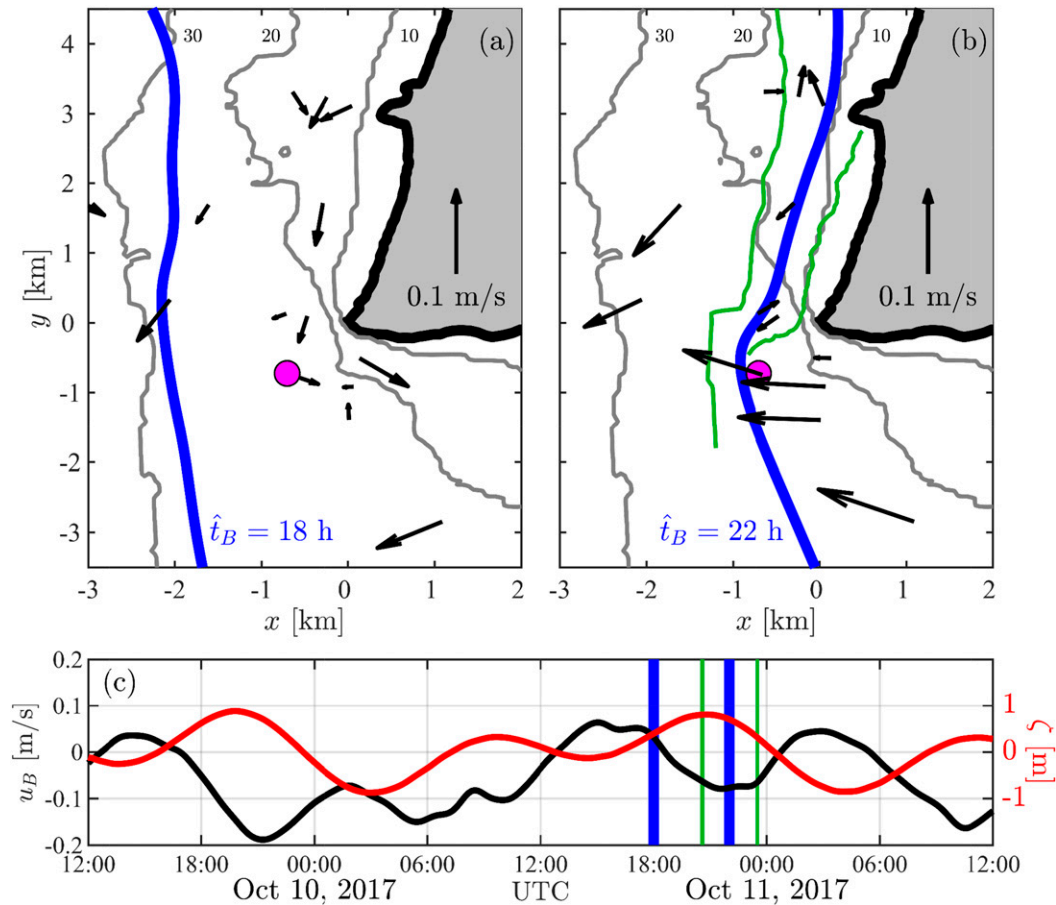 30 20 10 (a) 30 20 10 (b)
4
3
2
1
0
-1
-2
-3
y [km]
0.1 m/s 0.1 m/s
t̂_B = 18 h t̂_B = 22 h
-3 -2 -1 0 1 2 -3 -2 -1 0 1 2
x [km] x [km]
(c)
0.2
0.1
0
-0.1
-0.2
u_B [m/s]
1
0
-1
ζ [m]
12:00 18:00 00:00 06:00 12:00 18:00 00:00 06:00 12:00
Oct 10, 2017 UTC Oct 11, 2017